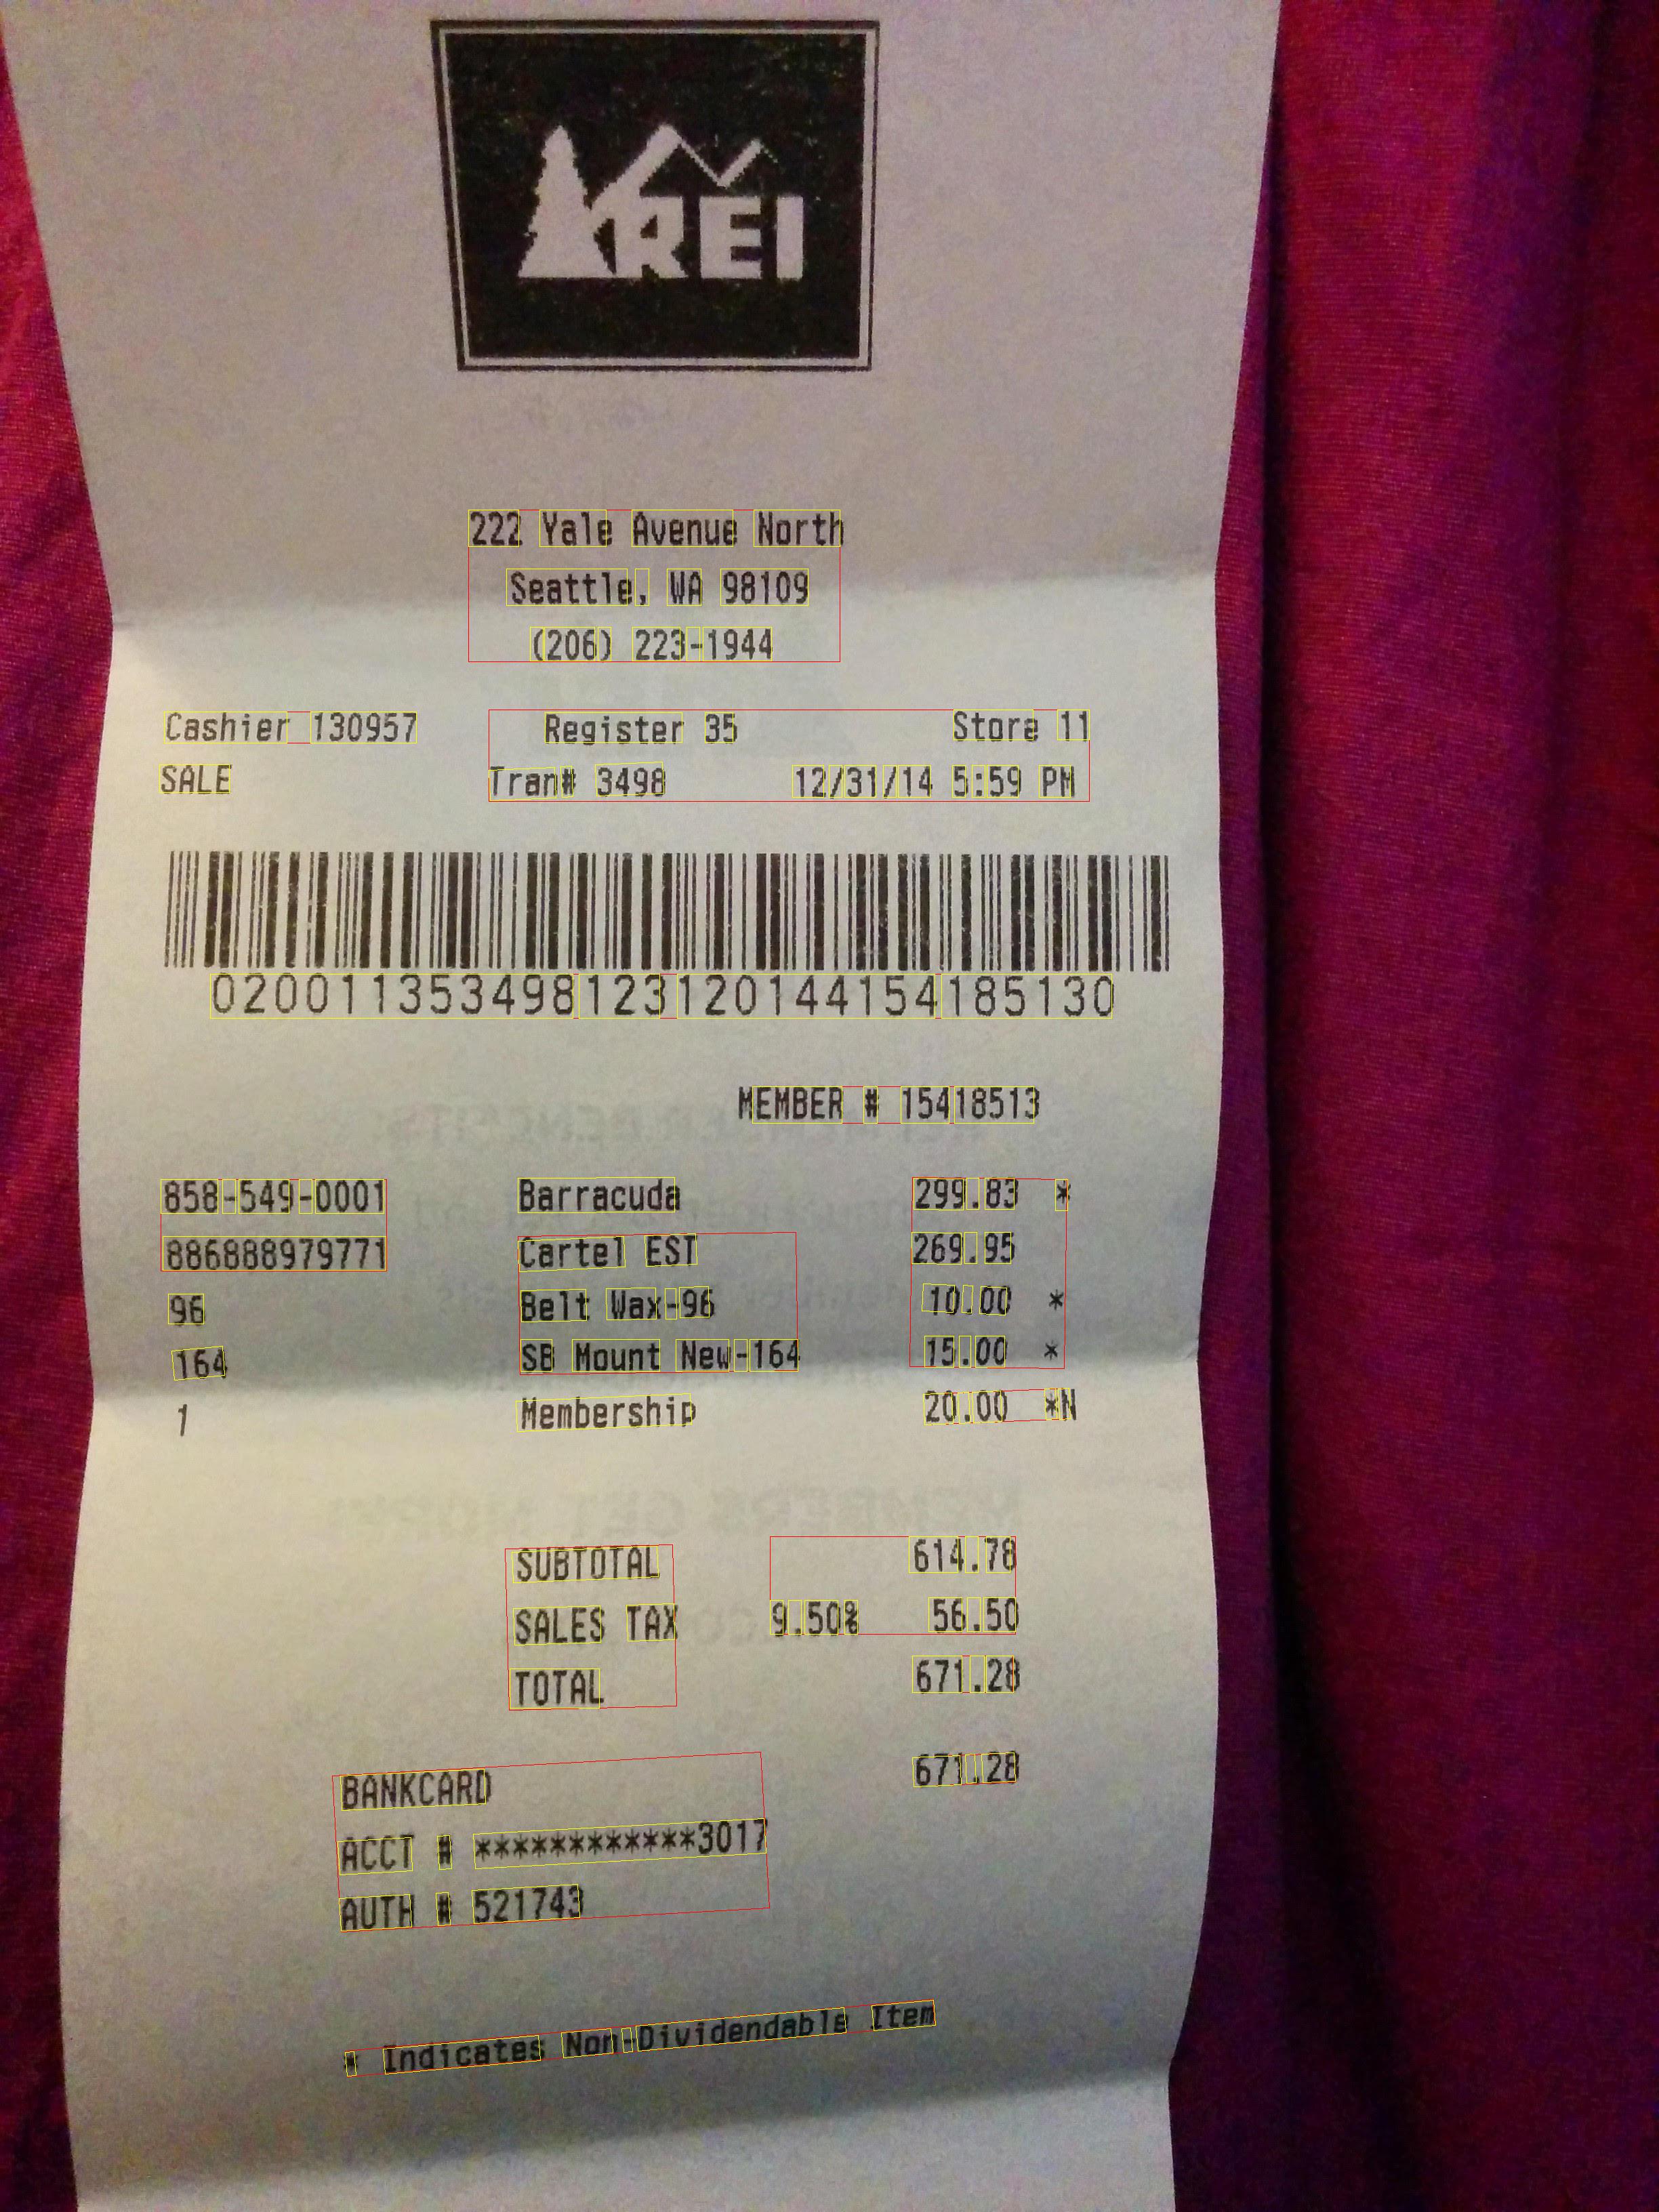 REI
222 Yale Avenue North
Seattle, WA 98109
(206) 223-1944
Cashier 130957 Register 35 Store 11
SALE Tran# 3498 12/31/14 5:59 PM
020011353498123120144154185130
MEMBER # 15418513
858-549-0001 Barracuda 299.83 *
886888979771 Cartel EST 269.95
96 Belt Wax-96 10.00 *
164 SB Mount New-164 15.00 *
1 Membership 20.00 *N
SUBTOTAL 614.78
SALES TAX 9.50% 56.50
TOTAL 671.28
BANKCARD 671.28
ACCT # ************3017
AUTH # 521743
* Indicates Non-Dividendable Item